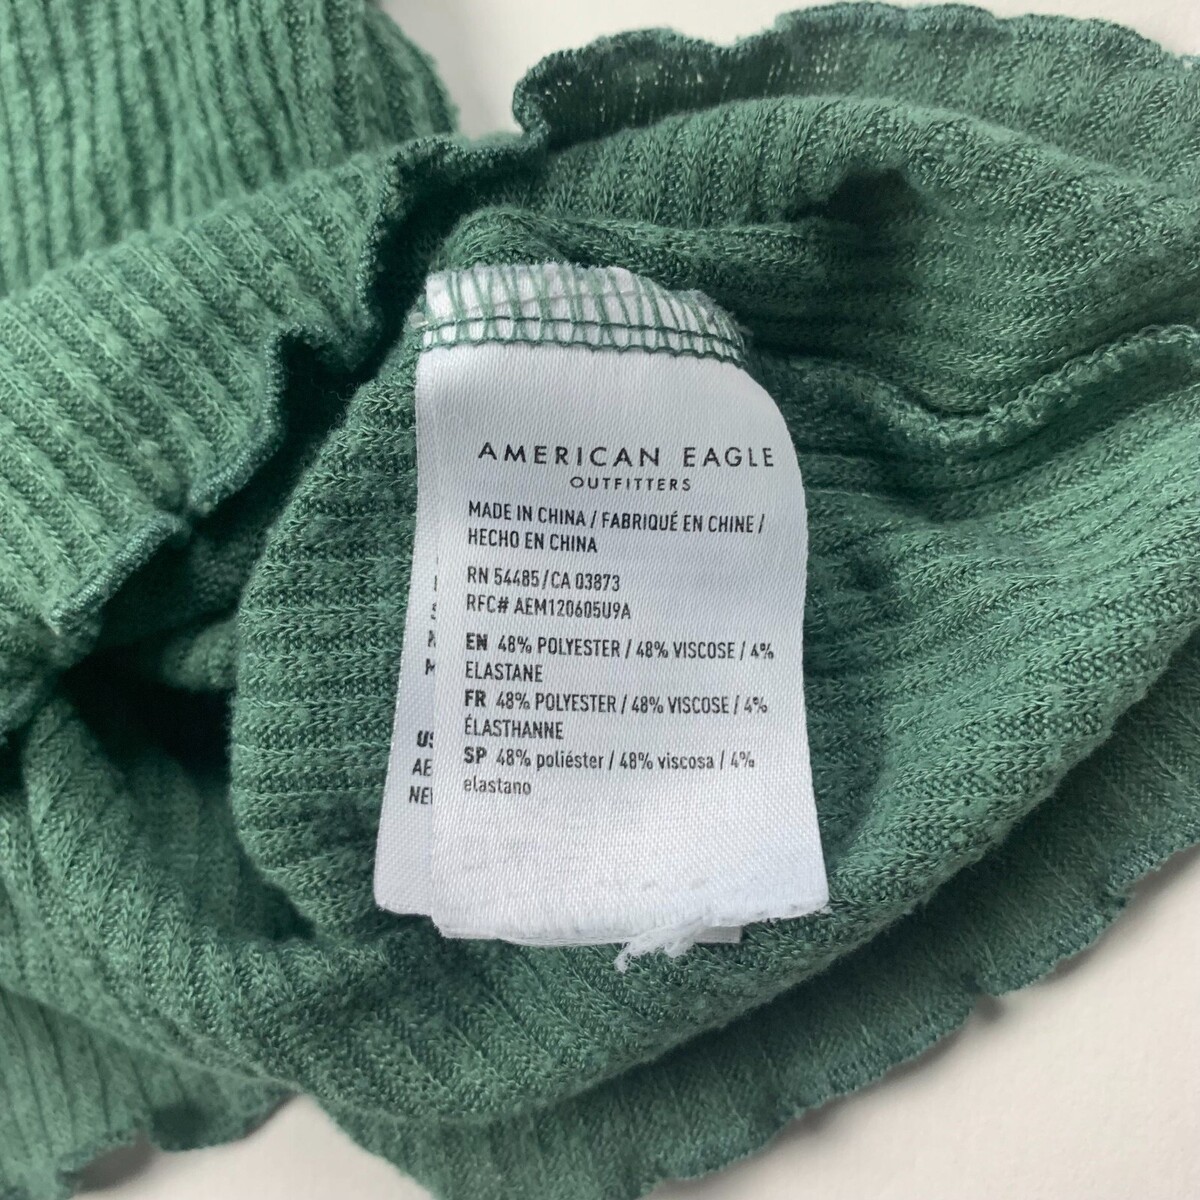 AMERICAN EAGLE
OUTFITTERS
MADE IN CHINA / FABRIQUÉ EN CHINE /
HECHO EN CHINA
RN 54485/CA 03873
RFC# AEM120605U9A
EN 48% POLYESTER / 48% VISCOSE / 4%
ELASTANE
FR 48% POLYESTER / 48% VISCOSE / 4%
ÉLASTHANNE
SP 48% poliéster / 48% viscosa / 4%
elastano